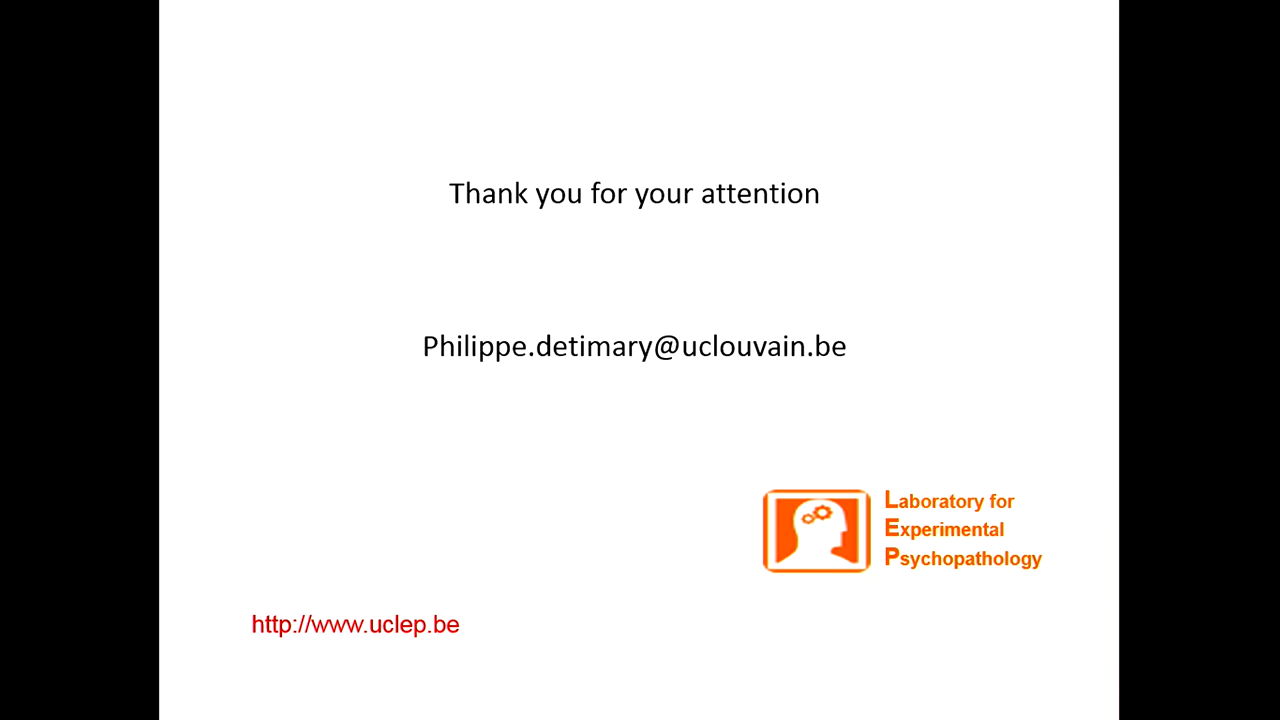 Thank you for your attention
Philippe.detimary@uclouvain.be
Laboratory for
Experimental
Psychopathology
http://www.uclep.be